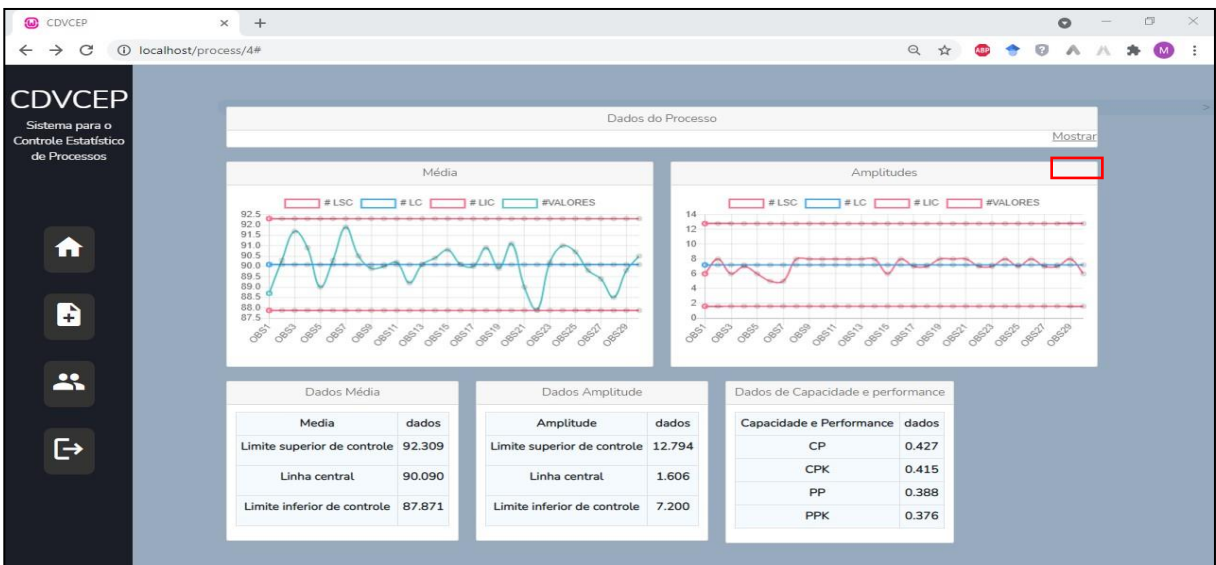 CDVCEP
localhost/process/4#
ABP
M
CDVCEP
Sistema para o
Controle Estatístico
de Processos
Dados do Processo
Mostrar
Média
# LSC # LC # LIC #VALORES
92.5
92.0
91.5
91.0
90.5
90.0
89.5
89.0
88.5
88.0
87.5
OBS1 OBS3 OBS5 OBS7 OBS9 OBS11 OBS13 OBS15 OBS17 OBS19 OBS21 OBS23 OBS25 OBS27 OBS29
Amplitudes
# LSC # LC # LIC #VALORES
14
12
10
8
6
4
2
0
OBS1 OBS3 OBS5 OBS7 OBS9 OBS11 OBS13 OBS15 OBS17 OBS19 OBS21 OBS23 OBS25 OBS27 OBS29
Dados Média
Media dados
Limite superior de controle 92.309
Linha central 90.090
Limite inferior de controle 87.871
Dados Amplitude
Amplitude dados
Limite superior de controle 12.794
Linha central 1.606
Limite inferior de controle 7.200
Dados de Capacidade e performance
Capacidade e Performance dados
CP 0.427
CPK 0.415
PP 0.388
PPK 0.376